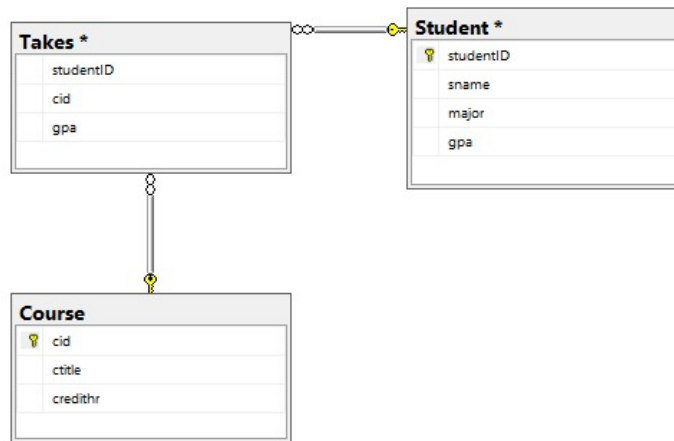 Takes *
studentID
cid
gpa
Student *
studentID
sname
major
gpa
Course
cid
ctitle
credithr